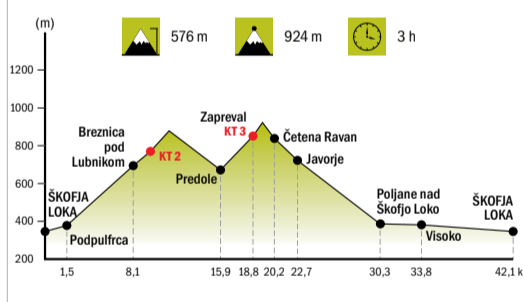 (m)
576 m
924 m
3 h
1200
1000
800
600
400
200
ŠKOFJA
LOKA
Podpulfrca
Breznica
pod
Lubnikom
KT 2
Predole
Zapreval
KT 3
Četena Ravan
Javorje
Poljane nad
Škofjo Loko
Visoko
ŠKOFJA
LOKA
1,5
8,1
15,9
18,8
20,2
22,7
30,3
33,8
42,1 k